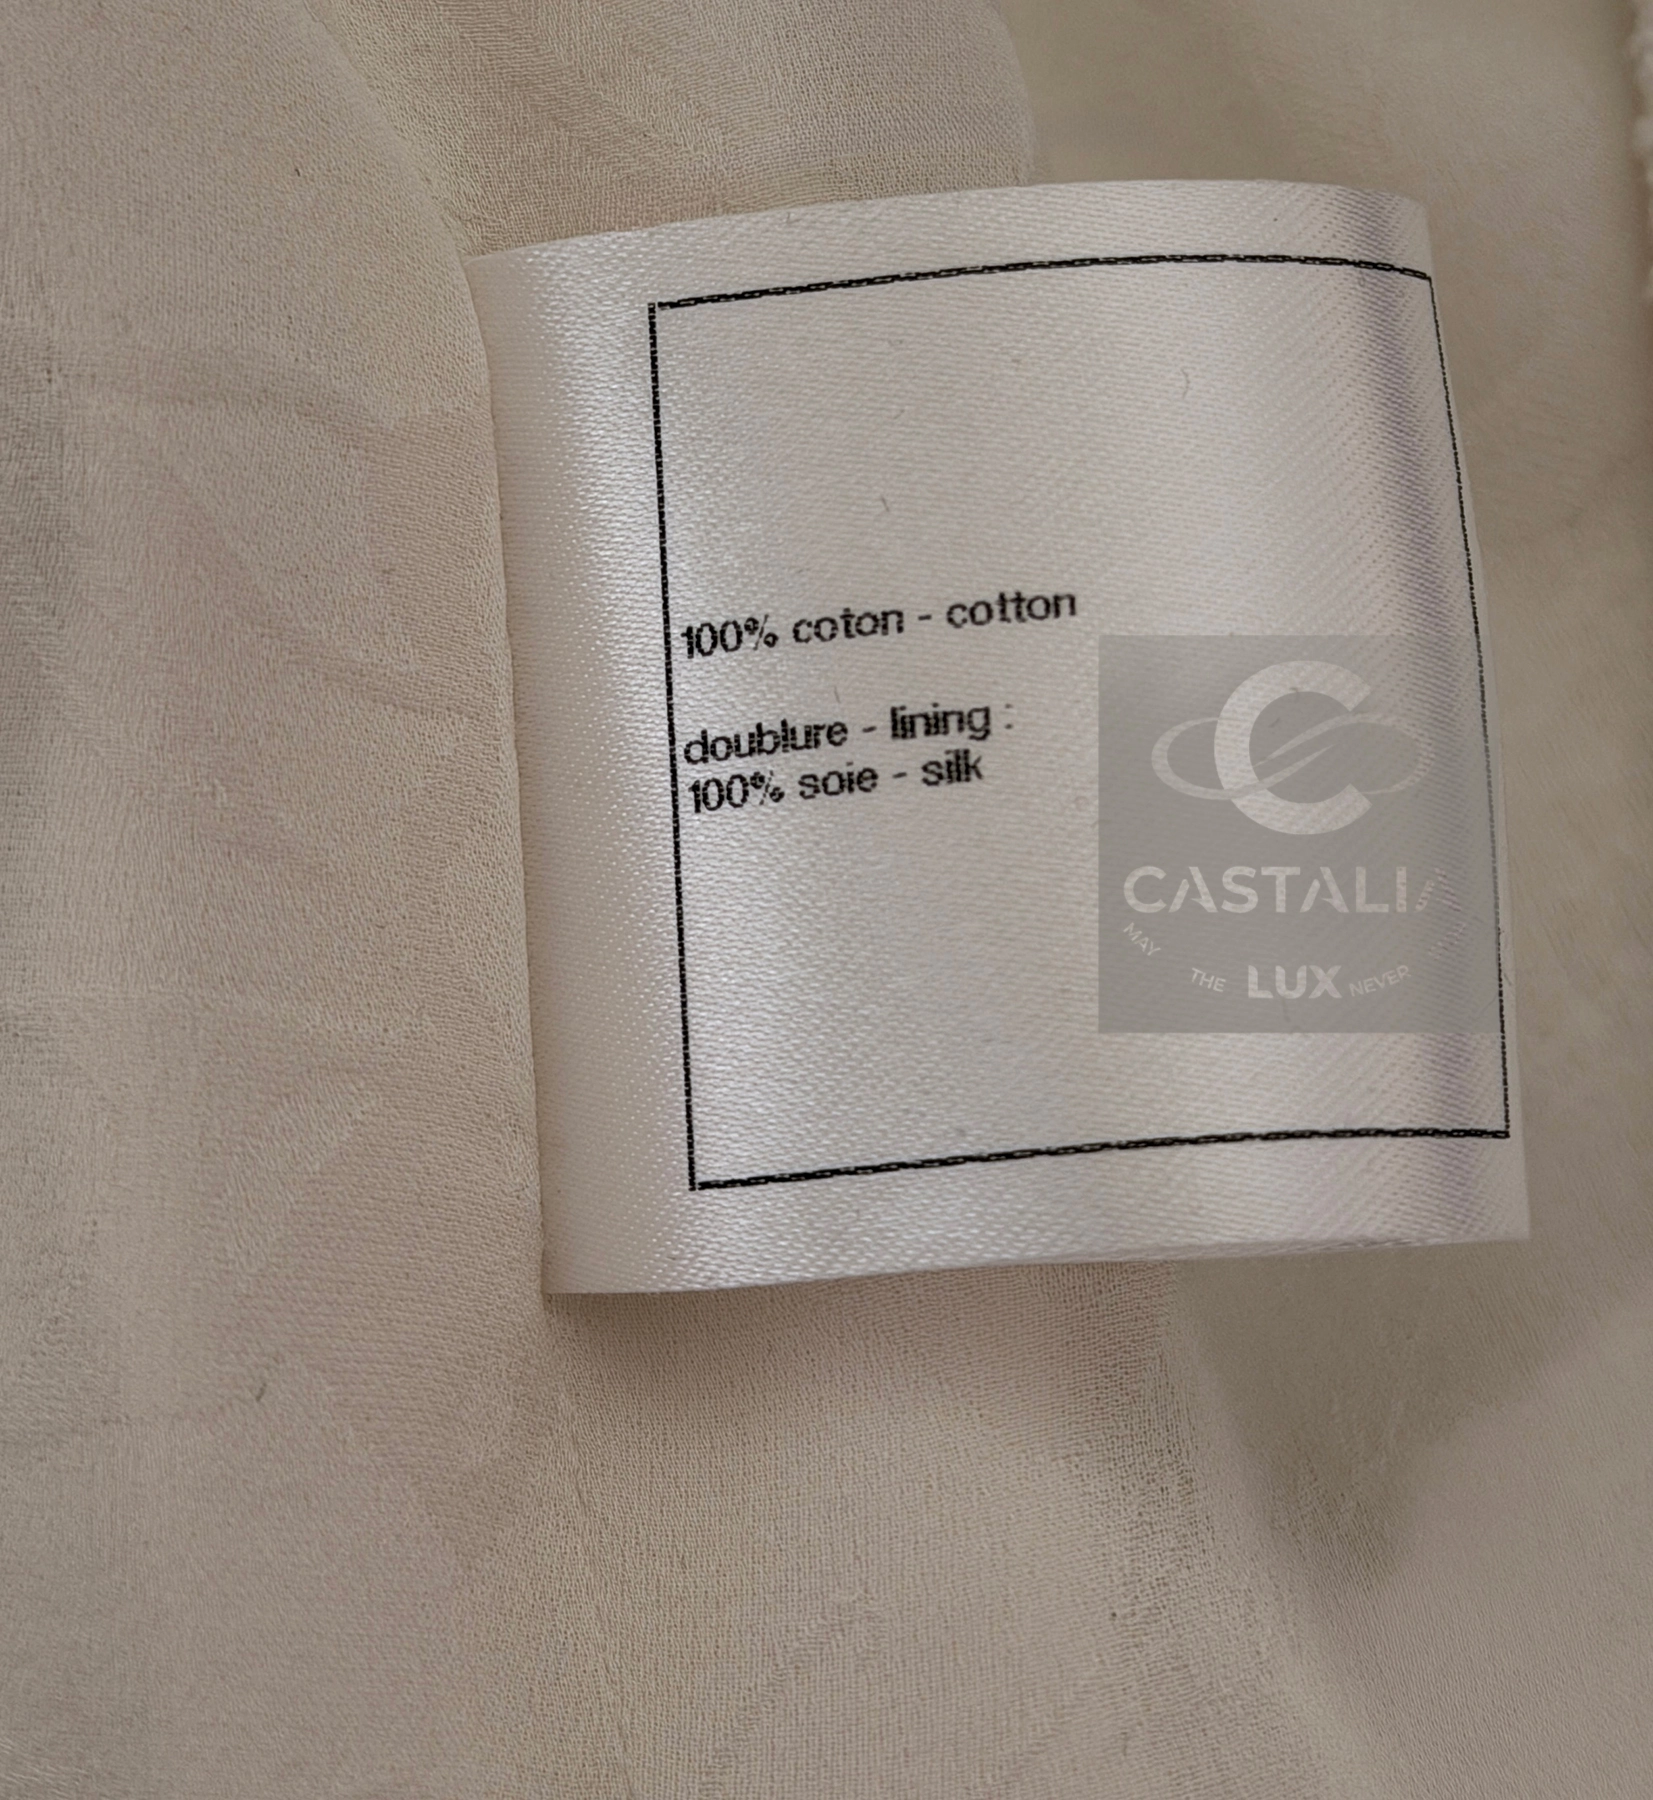 100% coton - cotton
doublure - lining :
100% soie - silk
C
CASTALIA
MAY THE LUX NEVER